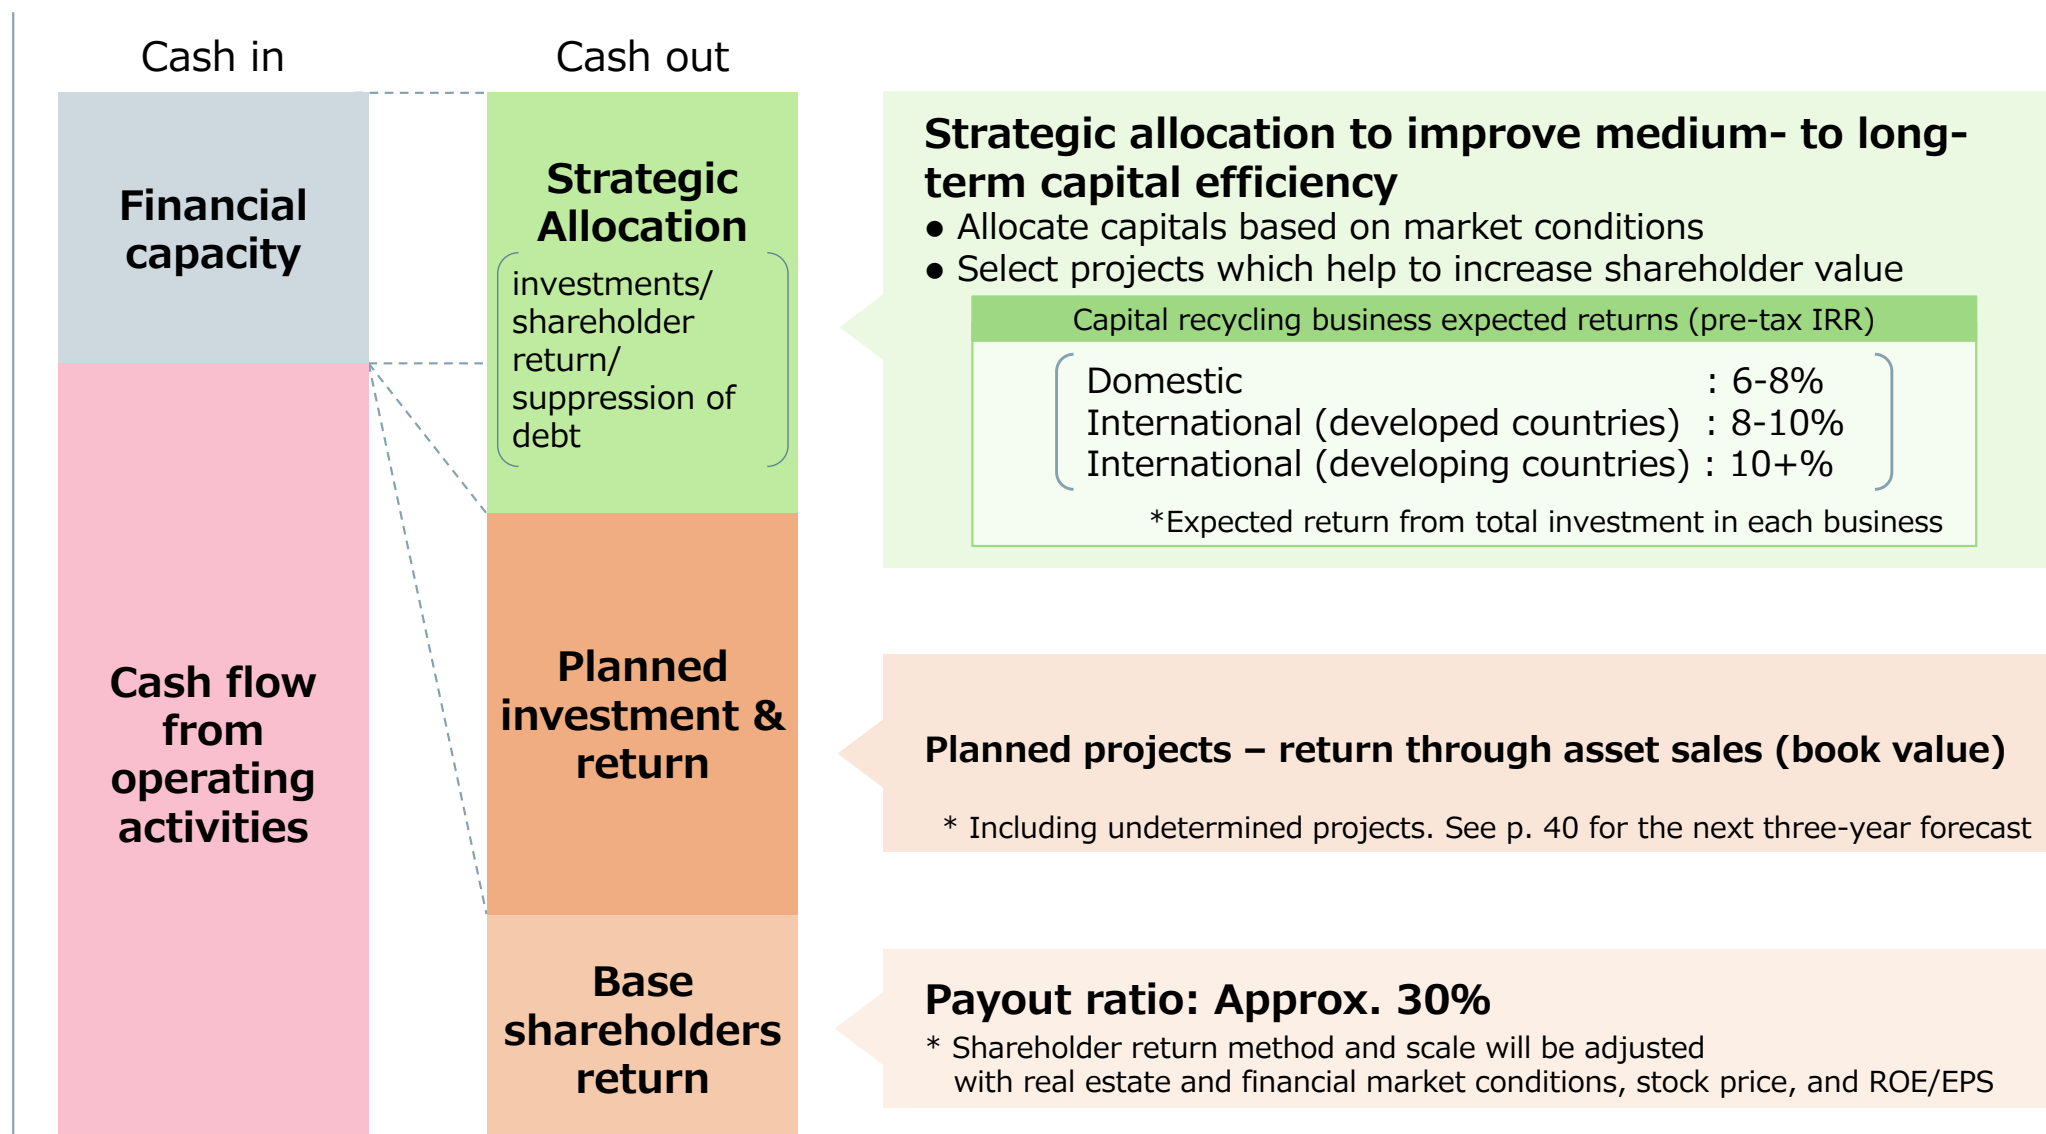 Cash in
Cash out
Financial
capacity
Cash flow
from
operating
activities
Strategic
Allocation
investments/
shareholder
return/
suppression of
debt
Planned
investment &
return
Base
shareholders
return
Strategic allocation to improve medium- to long-
term capital efficiency
● Allocate capitals based on market conditions
● Select projects which help to increase shareholder value
Capital recycling business expected returns (pre-tax IRR)
Domestic : 6-8%
International (developed countries) : 8-10%
International (developing countries) : 10+%
*Expected return from total investment in each business
Planned projects – return through asset sales (book value)
* Including undetermined projects. See p. 40 for the next three-year forecast
Payout ratio: Approx. 30%
* Shareholder return method and scale will be adjusted
with real estate and financial market conditions, stock price, and ROE/EPS